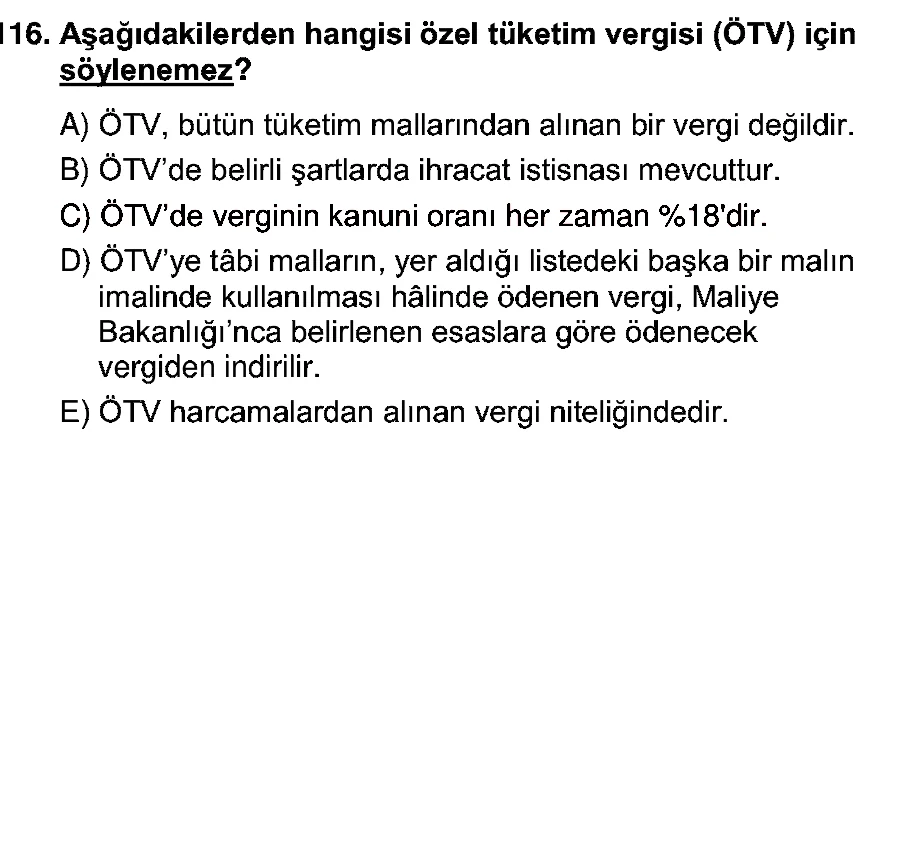 116. Aşağıdakilerden hangisi özel tüketim vergisi (ÖTV) için
söylenemez?
A) ÖTV, bütün tüketim mallarından alınan bir vergi değildir.
B) ÖTV’de belirli şartlarda ihracat istisnası mevcuttur.
C) ÖTV’de verginin kanuni oranı her zaman %18'dir.
D) ÖTV’ye tâbi malların, yer aldığı listedeki başka bir malın
imalinde kullanılması hâlinde ödenen vergi, Maliye
Bakanlığı’nca belirlenen esaslara göre ödenecek
vergiden indirilir.
E) ÖTV harcamalardan alınan vergi niteliğindedir.